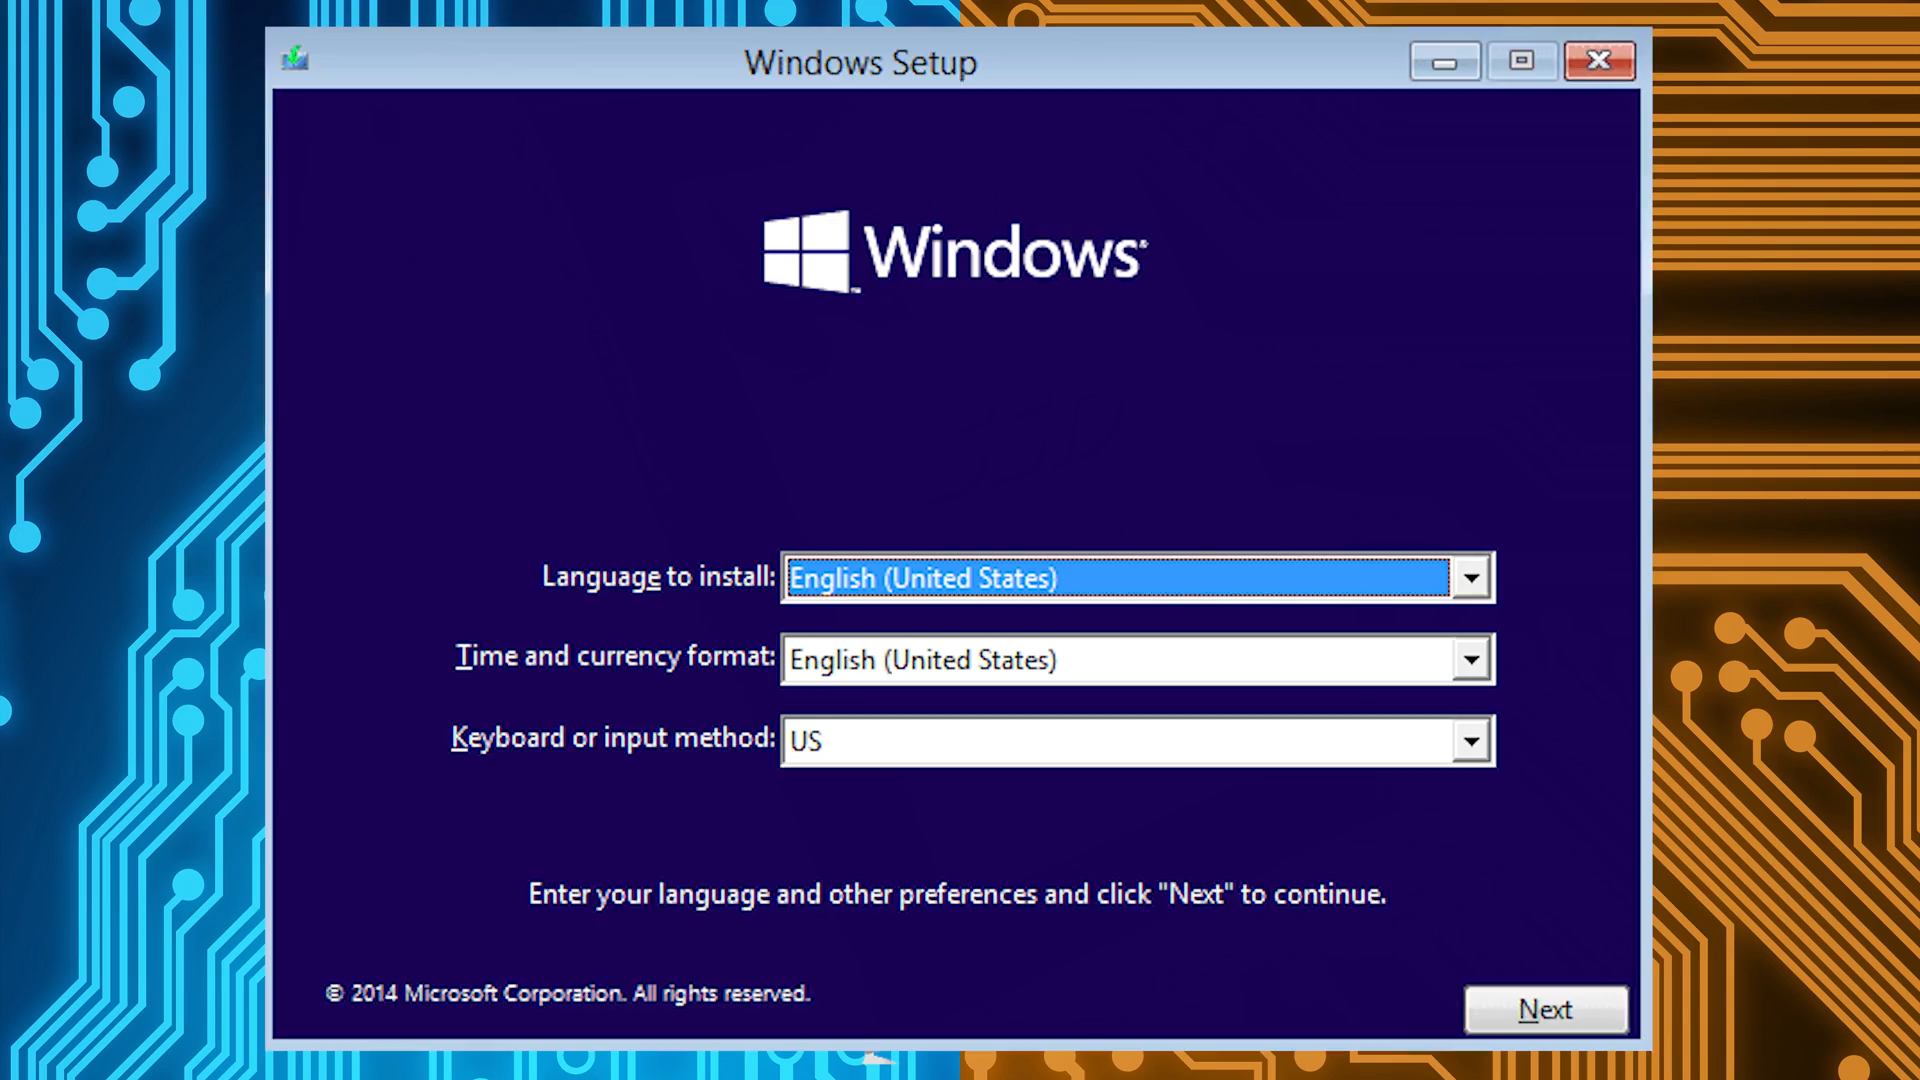 Windows Setup
Windows®
Language to install: English (United States)
Time and currency format: English (United States)
Keyboard or input method: US
Enter your language and other preferences and click "Next" to continue.
© 2014 Microsoft Corporation. All rights reserved.
Next